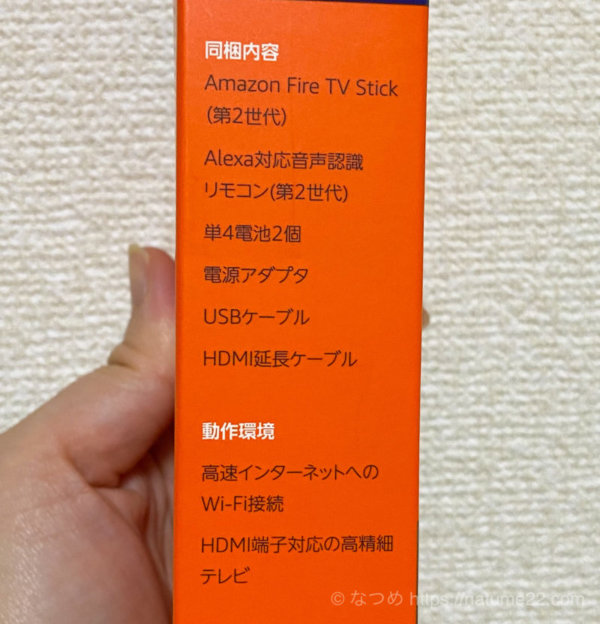 同梱内容
Amazon Fire TV Stick
(第2世代)
Alexa対応音声認識
リモコン(第2世代)
単4電池2個
電源アダプタ
USBケーブル
HDMI延長ケーブル
動作環境
高速インターネットへの
Wi-Fi接続
HDMI端子対応の高精細
テレビ
© なつめ https://natume22.com